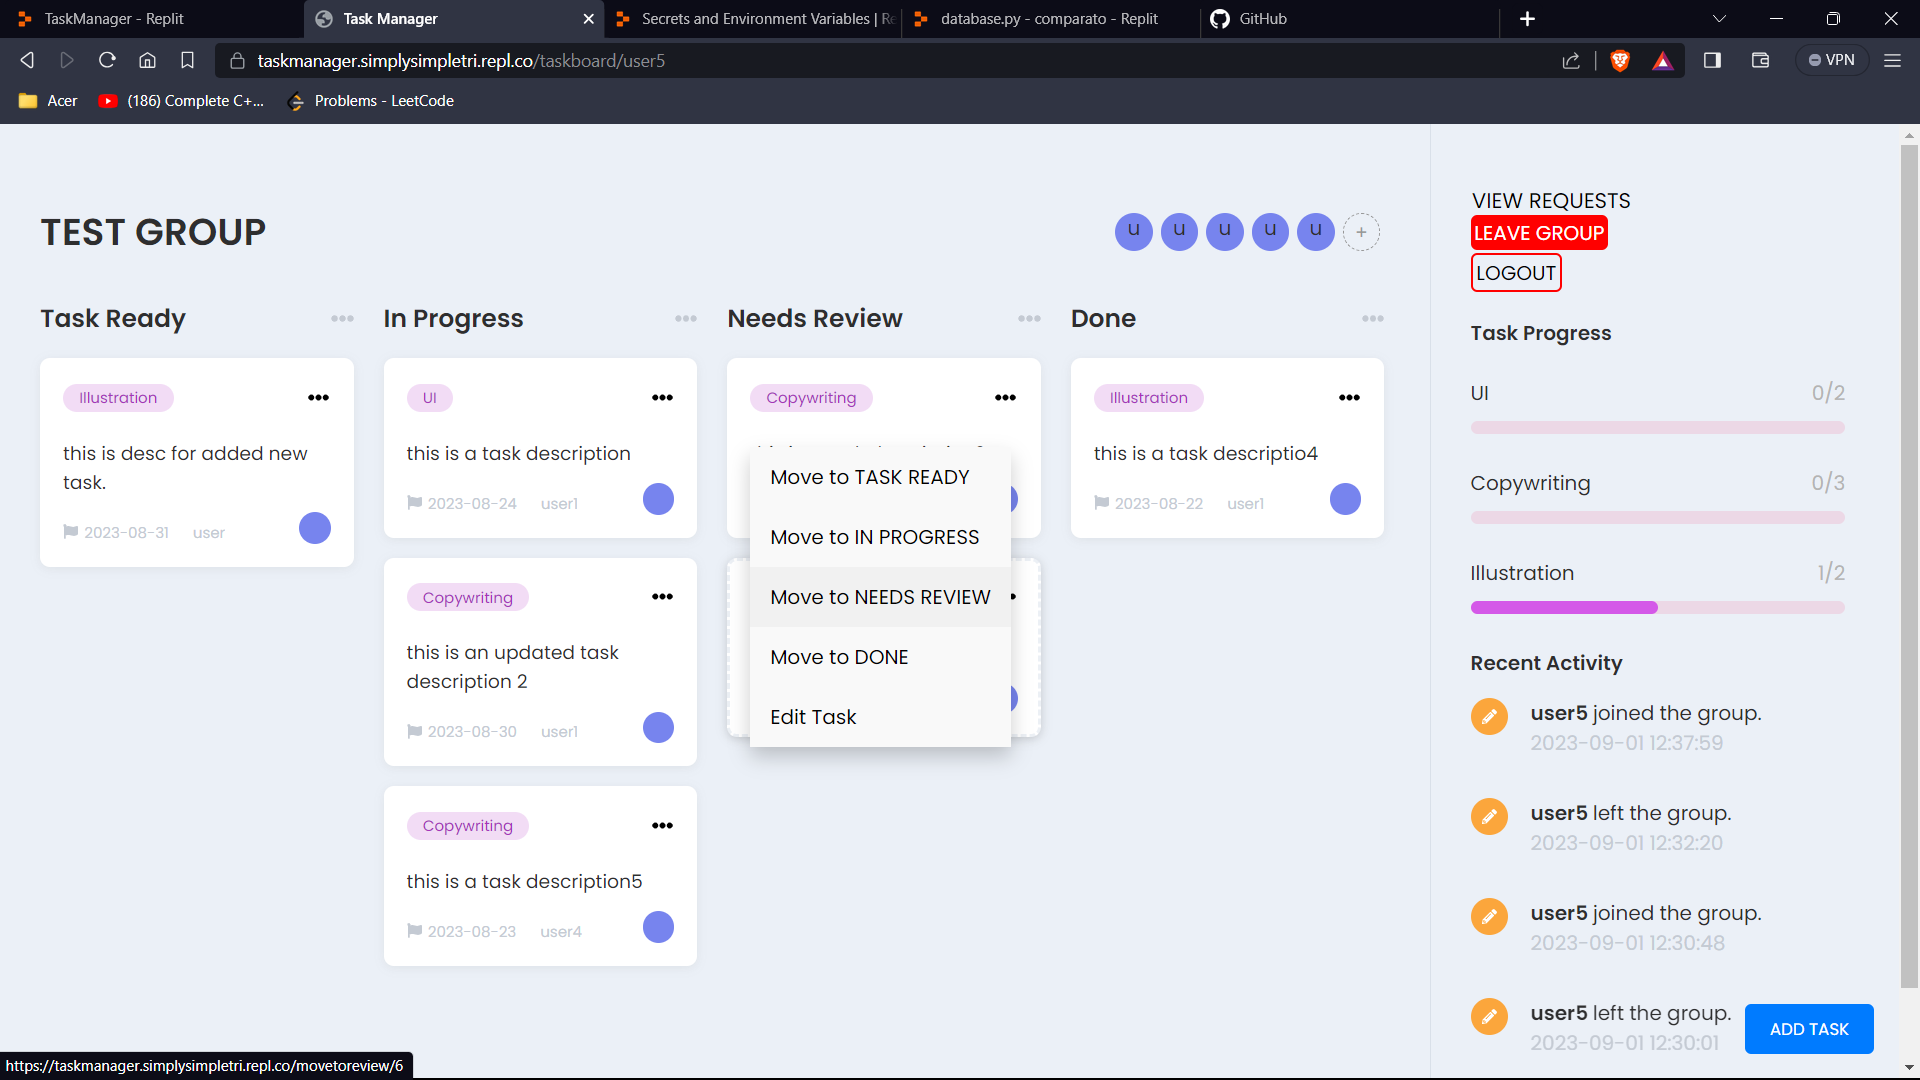 TaskManager - Replit
Task Manager
Secrets and Environment Variables | Re
database.py - comparato - Replit
GitHub
taskmanager.simplysimpletri.repl.co/taskboard/user5
VPN
Acer
(186) Complete C+...
Problems - LeetCode
TEST GROUP
u u u u u +
VIEW REQUESTS
LEAVE GROUP
LOGOUT
Task Ready
Illustration
this is desc for added new
task.
2023-08-31 user
In Progress
UI
this is a task description
2023-08-24 user1
Copywriting
this is an updated task
description 2
2023-08-30 user1
Copywriting
this is a task description5
2023-08-23 user4
Needs Review
Copywriting
Move to TASK READY
Move to IN PROGRESS
Move to NEEDS REVIEW
Move to DONE
Edit Task
Done
Illustration
this is a task descriptio4
2023-08-22 user1
Task Progress
UI 0/2
Copywriting 0/3
Illustration 1/2
Recent Activity
user5 joined the group.
2023-09-01 12:37:59
user5 left the group.
2023-09-01 12:32:20
user5 joined the group.
2023-09-01 12:30:48
user5 left the group.
2023-09-01 12:30:01
ADD TASK
https://taskmanager.simplysimpletri.repl.co/movetoreview/6